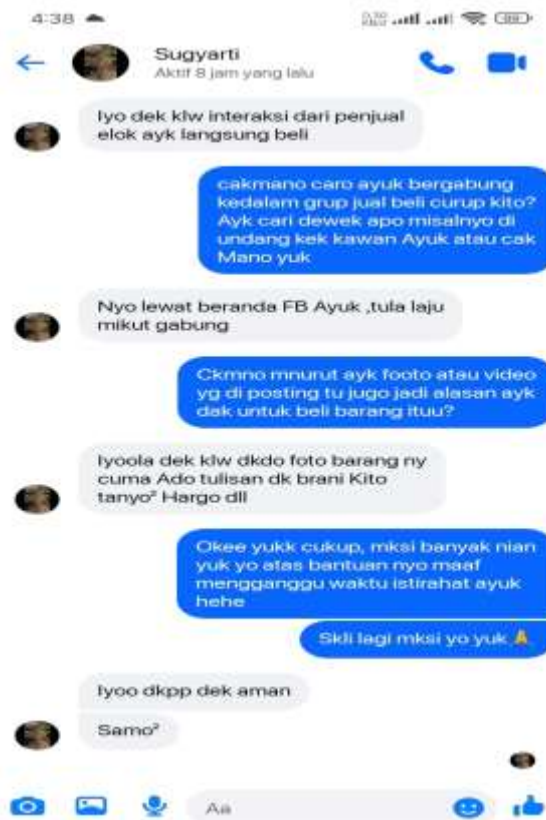 4:38
Sugyarti
Aktif 8 jam yang lalu
Iyo dek klw interaksi dari penjual
elok ayk langsung beli
cakmano caro ayuk bergabung
kedalam grup jual beli curup kito?
Ayk cari dewek apo misalnyo di
undang kek kawan Ayuk atau cak
Mano yuk
Nyo lewat beranda FB Ayuk ,tula laju
mikut gabung
Ckmno mnurut ayk footo atau video
yg di posting tu jugo jadi alasan ayk
dak untuk beli barang ituu?
Iyoola dek klw dkdo foto barang ny
cuma Ado tulisan dk brani Kito
tanyo² Hargo dll
Okee yukk cukup, mksi banyak nian
yuk yo atas bantuan nyo maaf
mengganggu waktu istirahat ayuk
hehe
Skli lagi mksi yo yuk
Iyoo dkpp dek aman
Samo²
Aa